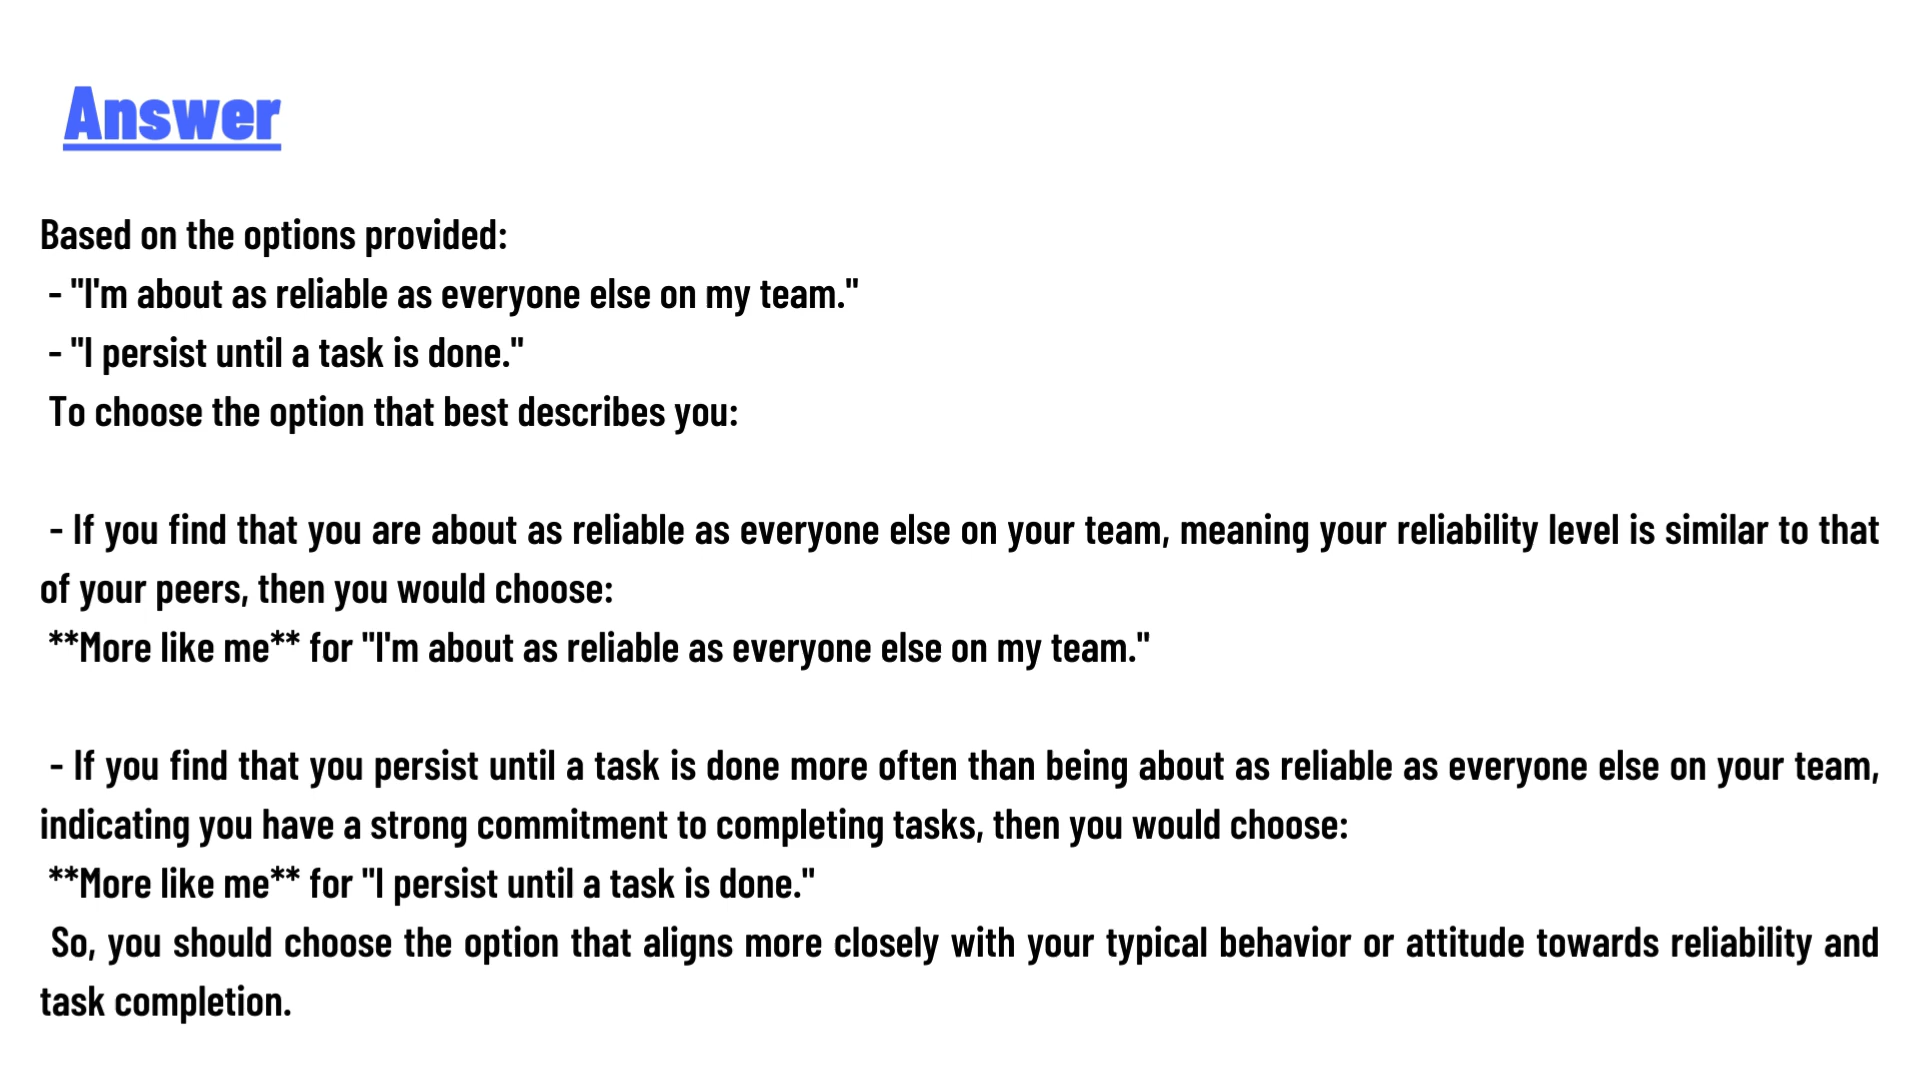 Answer
Based on the options provided:
- "I'm about as reliable as everyone else on my team."
- "I persist until a task is done."
To choose the option that best describes you:
- If you find that you are about as reliable as everyone else on your team, meaning your reliability level is similar to that
of your peers, then you would choose:
**More like me** for "I'm about as reliable as everyone else on my team."
- If you find that you persist until a task is done more often than being about as reliable as everyone else on your team,
indicating you have a strong commitment to completing tasks, then you would choose:
**More like me** for "I persist until a task is done."
So, you should choose the option that aligns more closely with your typical behavior or attitude towards reliability and
task completion.